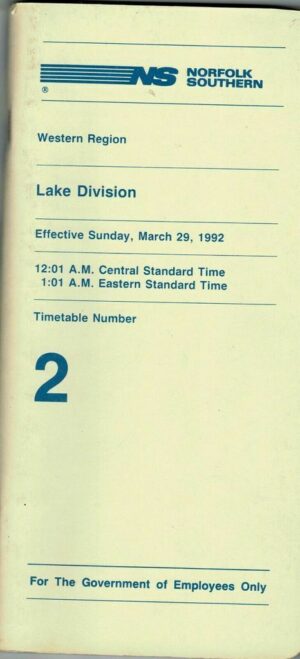 NS NORFOLK
SOUTHERN
®
Western Region
Lake Division
Effective Sunday, March 29, 1992
12:01 A.M. Central Standard Time
1:01 A.M. Eastern Standard Time
Timetable Number
2
For The Government of Employees Only